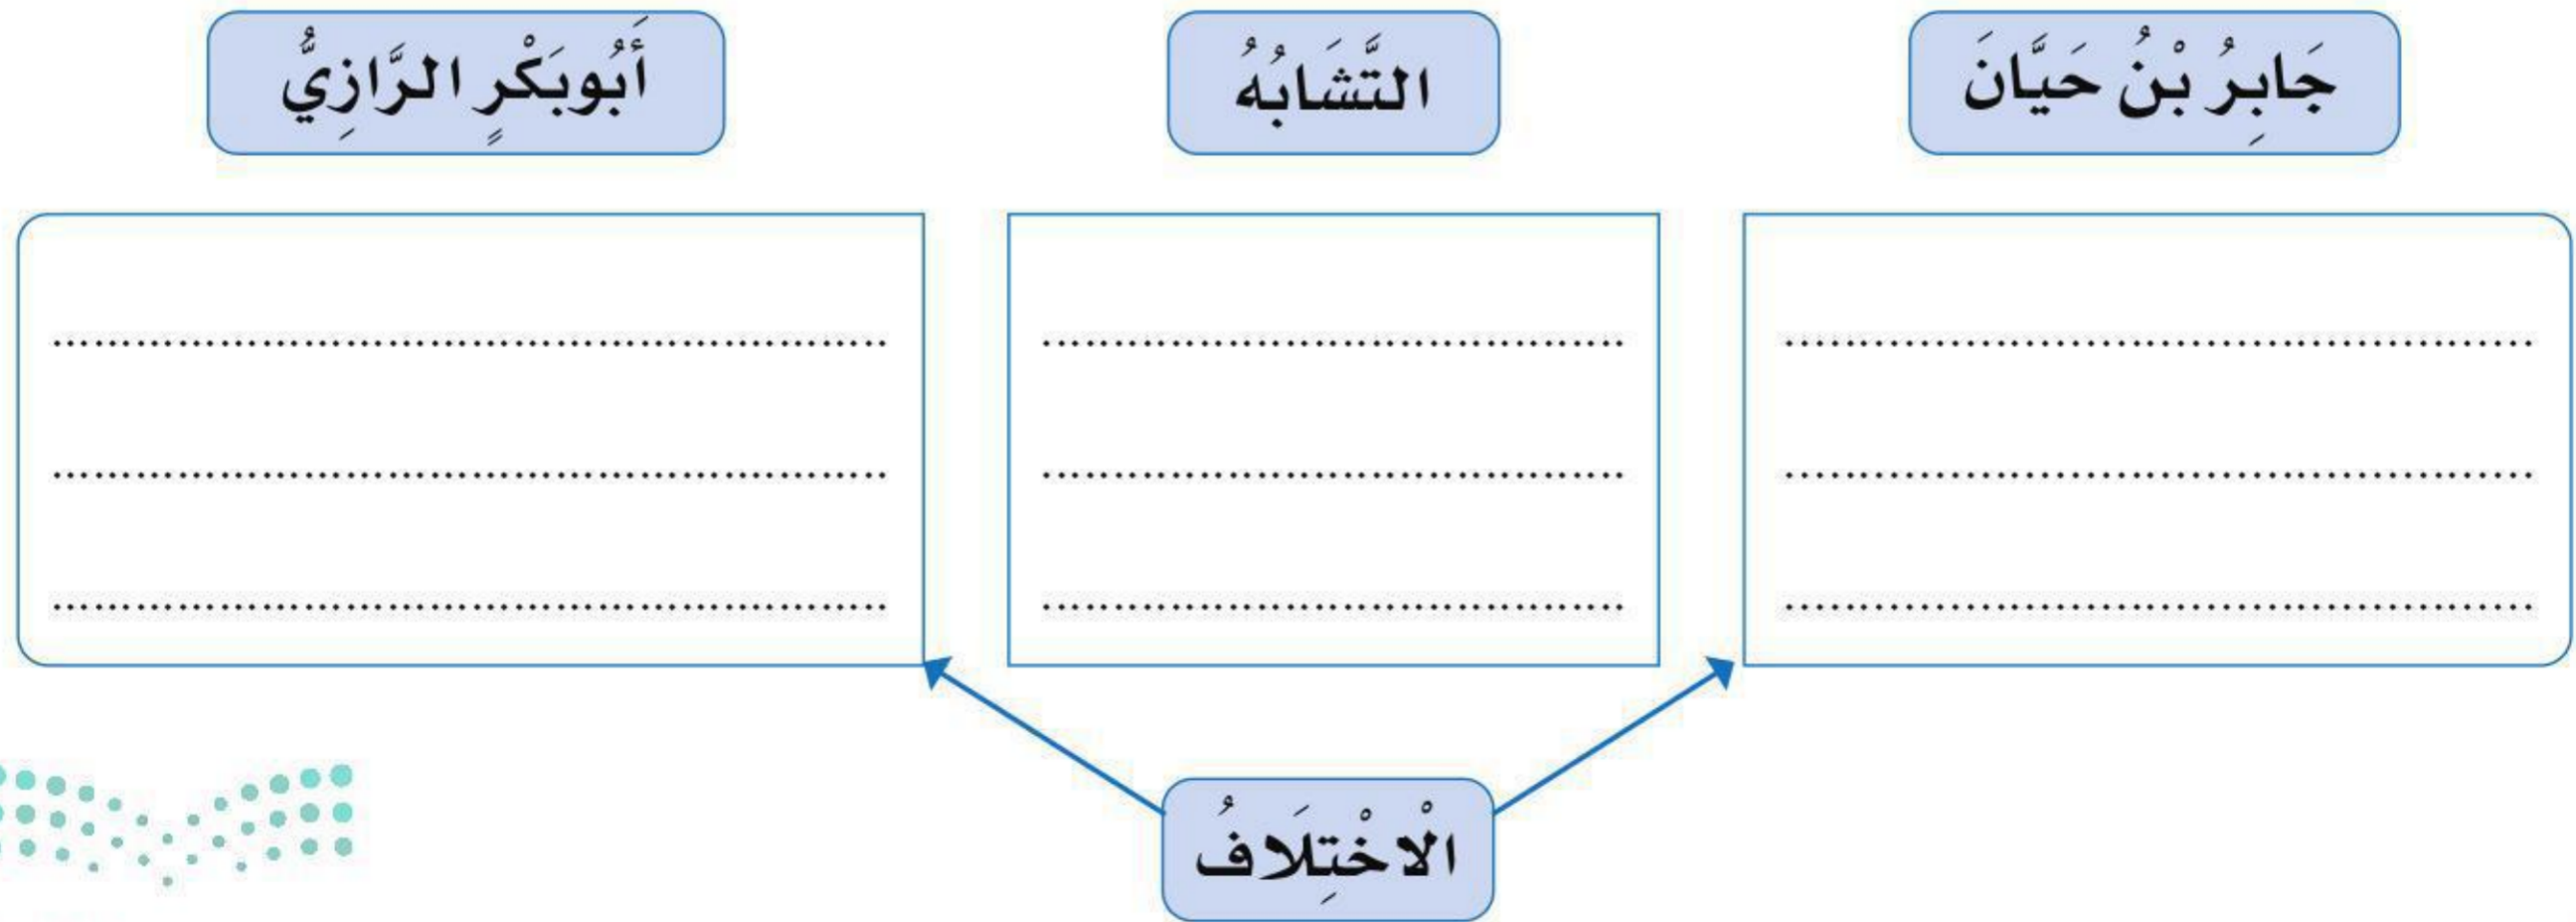 جَابِرُ بْنُ حَيَّانَ
التَّشَابُهُ
أَبُوبَكْرٍ الرَّازِيُّ
الْاخْتِلَافُ